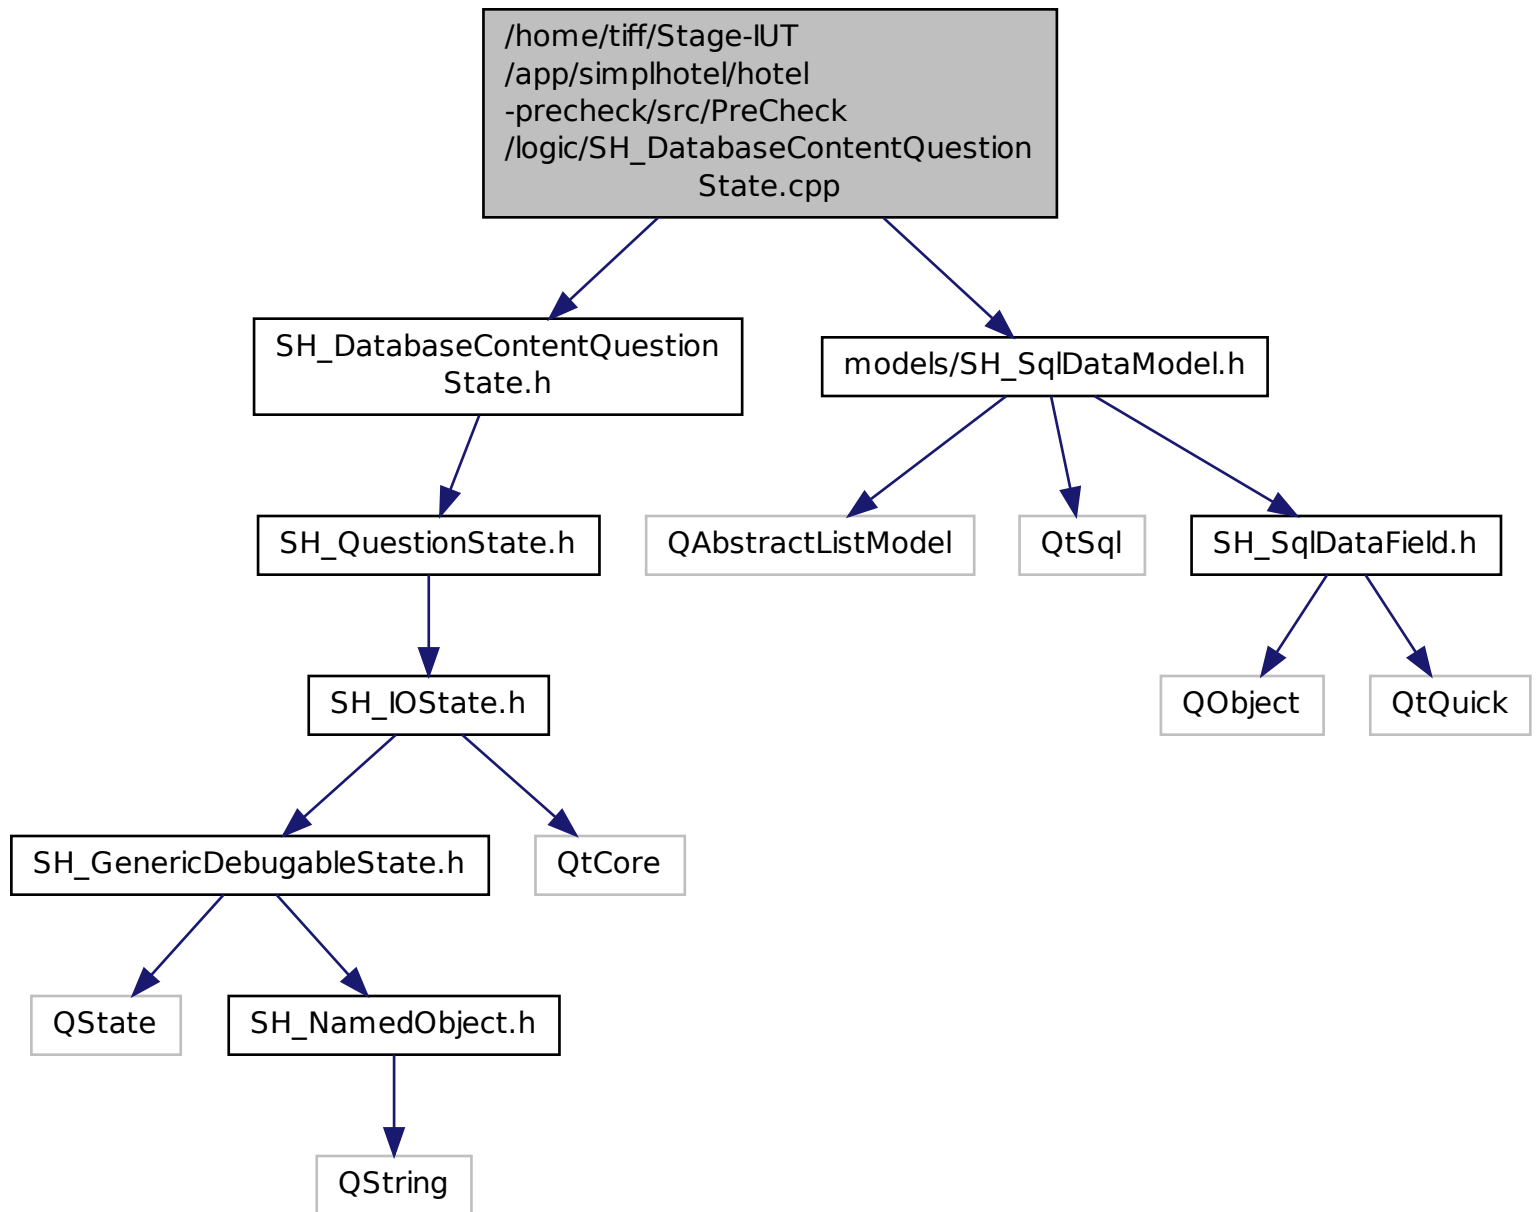 /home/tiff/Stage-IUT
/app/simplhotel/hotel
-precheck/src/PreCheck
/logic/SH_DatabaseContentQuestion
State.cpp
SH_DatabaseContentQuestion
State.h
models/SH_SqlDataModel.h
SH_QuestionState.h
QAbstractListModel
QtSql
SH_SqlDataField.h
SH_IOState.h
QObject
QtQuick
SH_GenericDebugableState.h
QtCore
QState
SH_NamedObject.h
QString